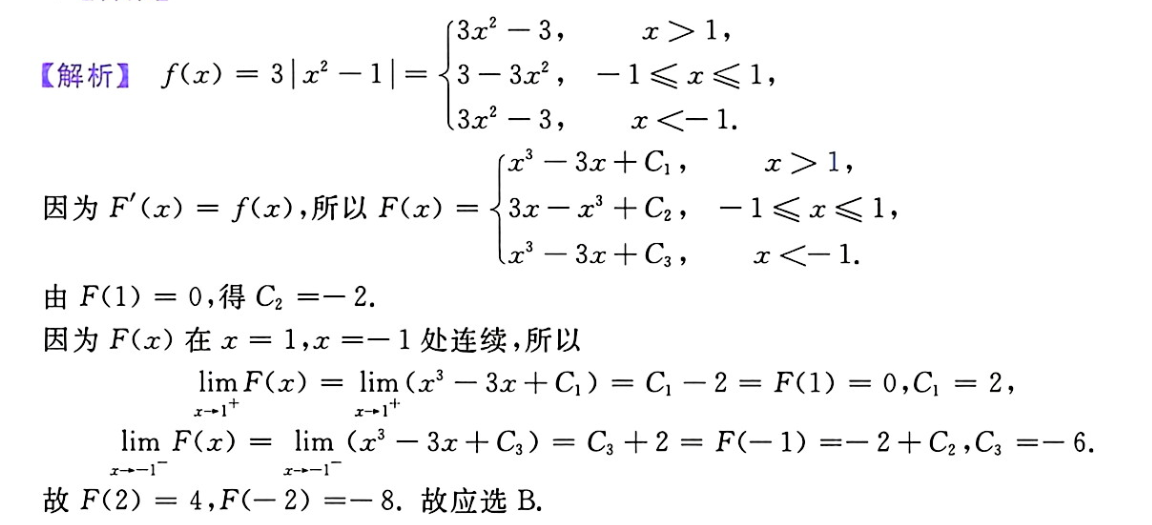 【解析】 f(x) = 3|x² − 1| = { 3x² − 3, x > 1,
3 − 3x², −1 ⩽ x ⩽ 1,
3x² − 3, x < −1.
因为 F′(x) = f(x),所以 F(x) = { x³ − 3x + C₁, x > 1,
3x − x³ + C₂, −1 ⩽ x ⩽ 1,
x³ − 3x + C₃, x < −1.
由 F(1) = 0,得 C₂ = −2.
因为 F(x) 在 x = 1,x = −1 处连续,所以
lim_{x→1⁺} F(x) = lim_{x→1⁺} (x³ − 3x + C₁) = C₁ − 2 = F(1) = 0,C₁ = 2,
lim_{x→−1⁻} F(x) = lim_{x→−1⁻} (x³ − 3x + C₃) = C₃ + 2 = F(−1) = −2 + C₂,C₃ = −6.
故 F(2) = 4,F(−2) = −8. 故应选 B.